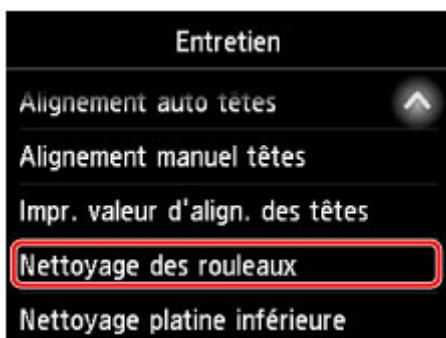 Entretien
Alignement auto têtes
Alignement manuel têtes
Impr. valeur d'align. des têtes
Nettoyage des rouleaux
Nettoyage platine inférieure